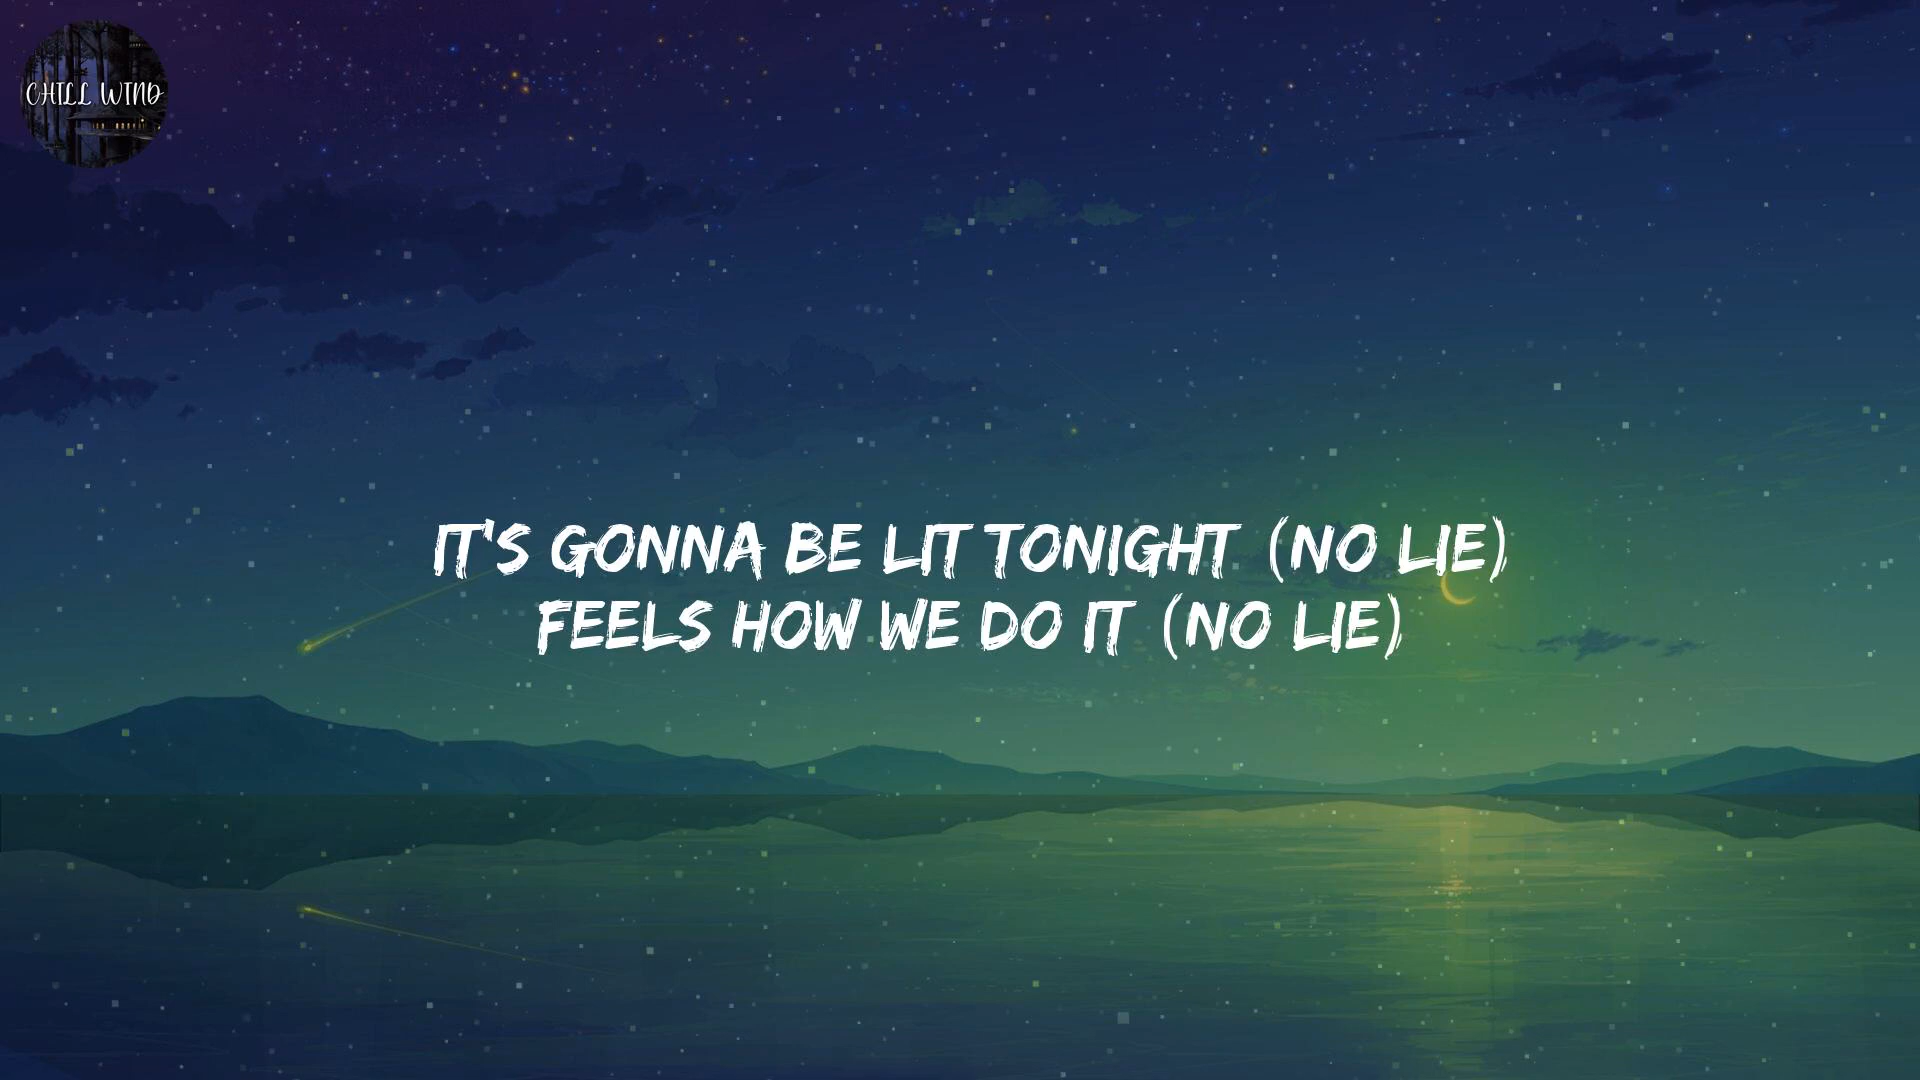 CHILL WIND
IT'S GONNA BE LIT TONIGHT (NO LIE)
FEELS HOW WE DO IT (NO LIE)